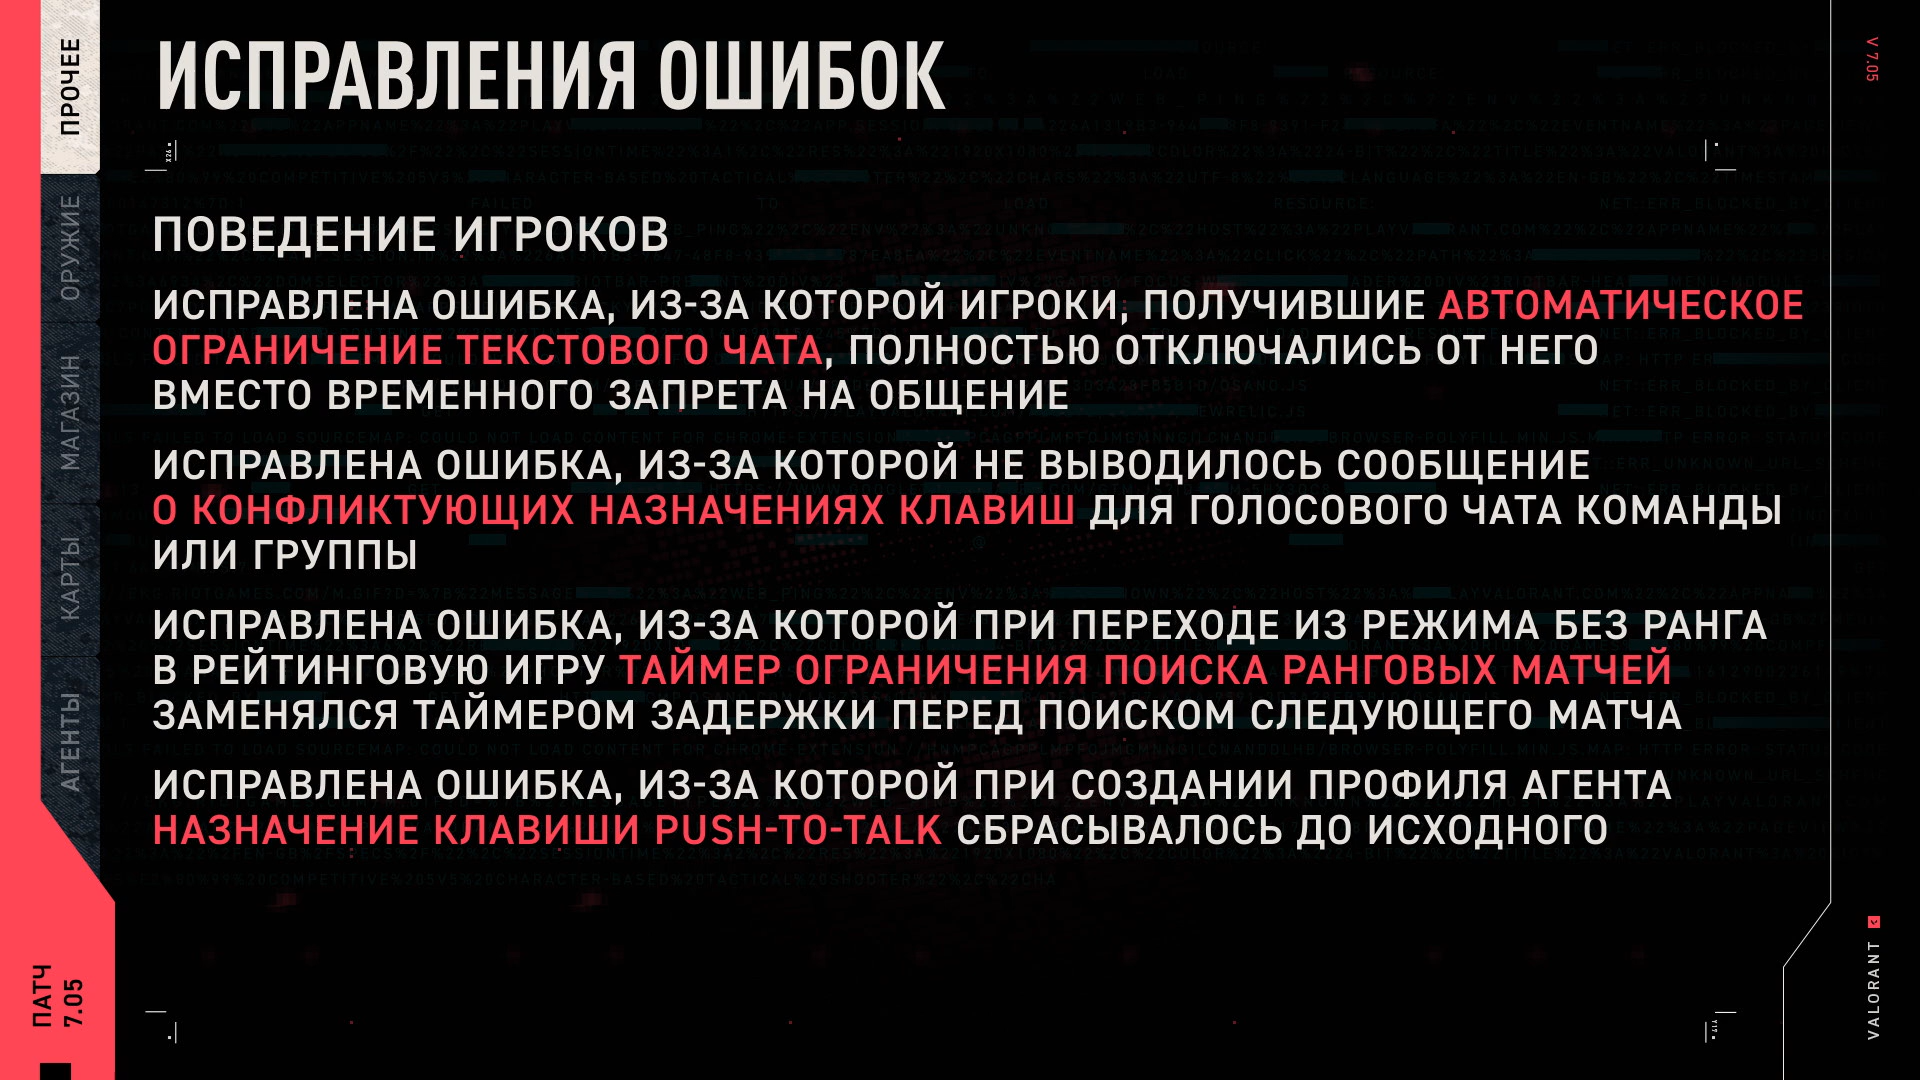 ИСПРАВЛЕНИЯ ОШИБОК
ПОВЕДЕНИЕ ИГРОКОВ
ИСПРАВЛЕНА ОШИБКА, ИЗ-ЗА КОТОРОЙ ИГРОКИ, ПОЛУЧИВШИЕ АВТОМАТИЧЕСКОЕ
ОГРАНИЧЕНИЕ ТЕКСТОВОГО ЧАТА, ПОЛНОСТЬЮ ОТКЛЮЧАЛИСЬ ОТ НЕГО
ВМЕСТО ВРЕМЕННОГО ЗАПРЕТА НА ОБЩЕНИЕ
ИСПРАВЛЕНА ОШИБКА, ИЗ-ЗА КОТОРОЙ НЕ ВЫВОДИЛОСЬ СООБЩЕНИЕ
О КОНФЛИКТУЮЩИХ НАЗНАЧЕНИЯХ КЛАВИШ ДЛЯ ГОЛОСОВОГО ЧАТА КОМАНДЫ
ИЛИ ГРУППЫ
ИСПРАВЛЕНА ОШИБКА, ИЗ-ЗА КОТОРОЙ ПРИ ПЕРЕХОДЕ ИЗ РЕЖИМА БЕЗ РАНГА
В РЕЙТИНГОВУЮ ИГРУ ТАЙМЕР ОГРАНИЧЕНИЯ ПОИСКА РАНГОВЫХ МАТЧЕЙ
ЗАМЕНЯЛСЯ ТАЙМЕРОМ ЗАДЕРЖКИ ПЕРЕД ПОИСКОМ СЛЕДУЮЩЕГО МАТЧА
ИСПРАВЛЕНА ОШИБКА, ИЗ-ЗА КОТОРОЙ ПРИ СОЗДАНИИ ПРОФИЛЯ АГЕНТА
НАЗНАЧЕНИЕ КЛАВИШИ PUSH-TO-TALK СБРАСЫВАЛОСЬ ДО ИСХОДНОГО
ПРОЧЕЕ
ОРУЖИЕ
МАГАЗИН
КАРТЫ
АГЕНТЫ
ПАТЧ
7.05
V 7.05
VALORANT